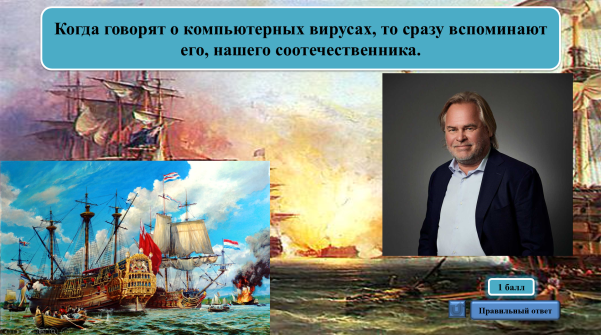 Когда говорят о компьютерных вирусах, то сразу вспоминают
его, нашего соотечественника.
1 балл
Правильный ответ